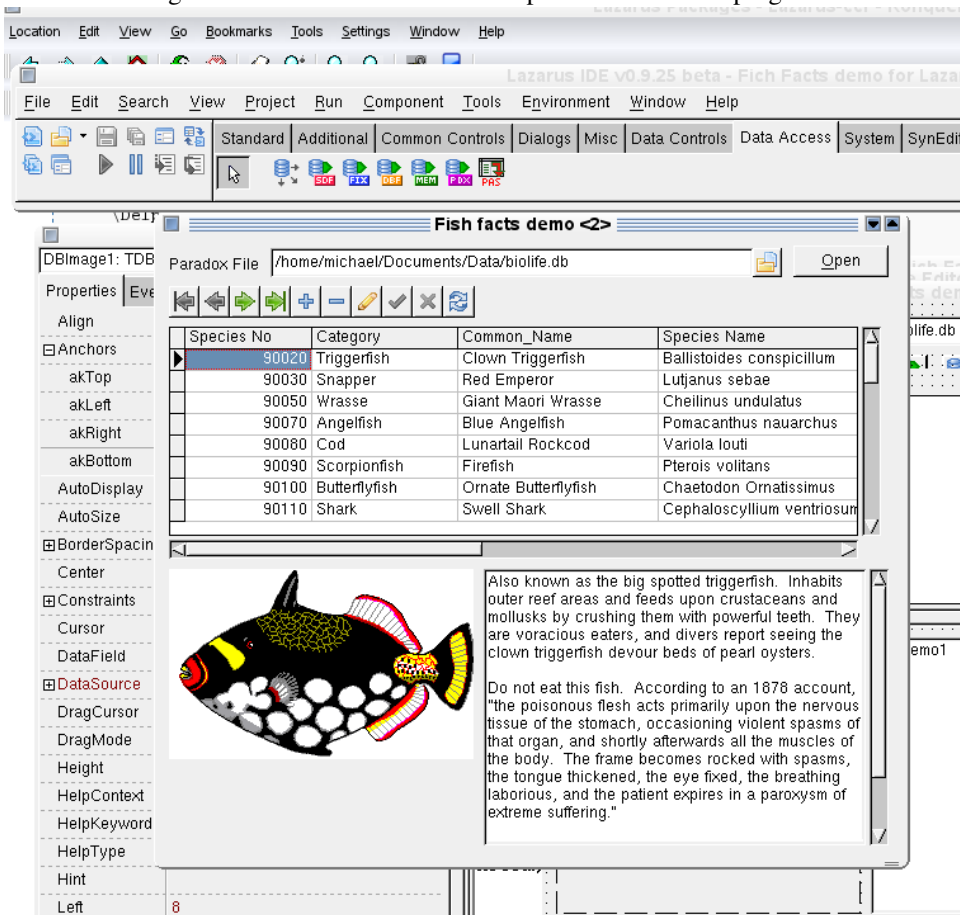 Lazarus Packages - Lazarus-ccr - Konque
Location Edit View Go Bookmarks Tools Settings Window Help
Lazarus IDE v0.9.25 beta - Fich Facts demo for Laza
File Edit Search View Project Run Component Tools Environment Window Help
Standard Additional Common Controls Dialogs Misc Data Controls Data Access System SynEdit
SDF FIX DBF MEM PDX PAS
Fish facts demo <2>
DBImage1: TDB
Paradox File /home/michael/Documents/Data/biolife.db Open
Properties Eve
Align
Anchors
akTop
akLeft
akRight
akBottom
AutoDisplay
AutoSize
BorderSpacin
Center
Constraints
Cursor
DataField
DataSource
DragCursor
DragMode
Height
HelpContext
HelpKeyword
HelpType
Hint
Left 8
Species No Category Common_Name Species Name
90020 Triggerfish Clown Triggerfish Ballistoides conspicillum
90030 Snapper Red Emperor Lutjanus sebae
90050 Wrasse Giant Maori Wrasse Cheilinus undulatus
90070 Angelfish Blue Angelfish Pomacanthus nauarchus
90080 Cod Lunartail Rockcod Variola louti
90090 Scorpionfish Firefish Pterois volitans
90100 Butterflyfish Ornate Butterflyfish Chaetodon Ornatissimus
90110 Shark Swell Shark Cephaloscyllium ventriosum
Also known as the big spotted triggerfish. Inhabits
outer reef areas and feeds upon crustaceans and
mollusks by crushing them with powerful teeth. They
are voracious eaters, and divers report seeing the
clown triggerfish devour beds of pearl oysters.
Do not eat this fish. According to an 1878 account,
"the poisonous flesh acts primarily upon the nervous
tissue of the stomach, occasioning violent spasms of
that organ, and shortly afterwards all the muscles of
the body. The frame becomes rocked with spasms,
the tongue thickened, the eye fixed, the breathing
laborious, and the patient expires in a paroxysm of
extreme suffering."
olife.db
emo1